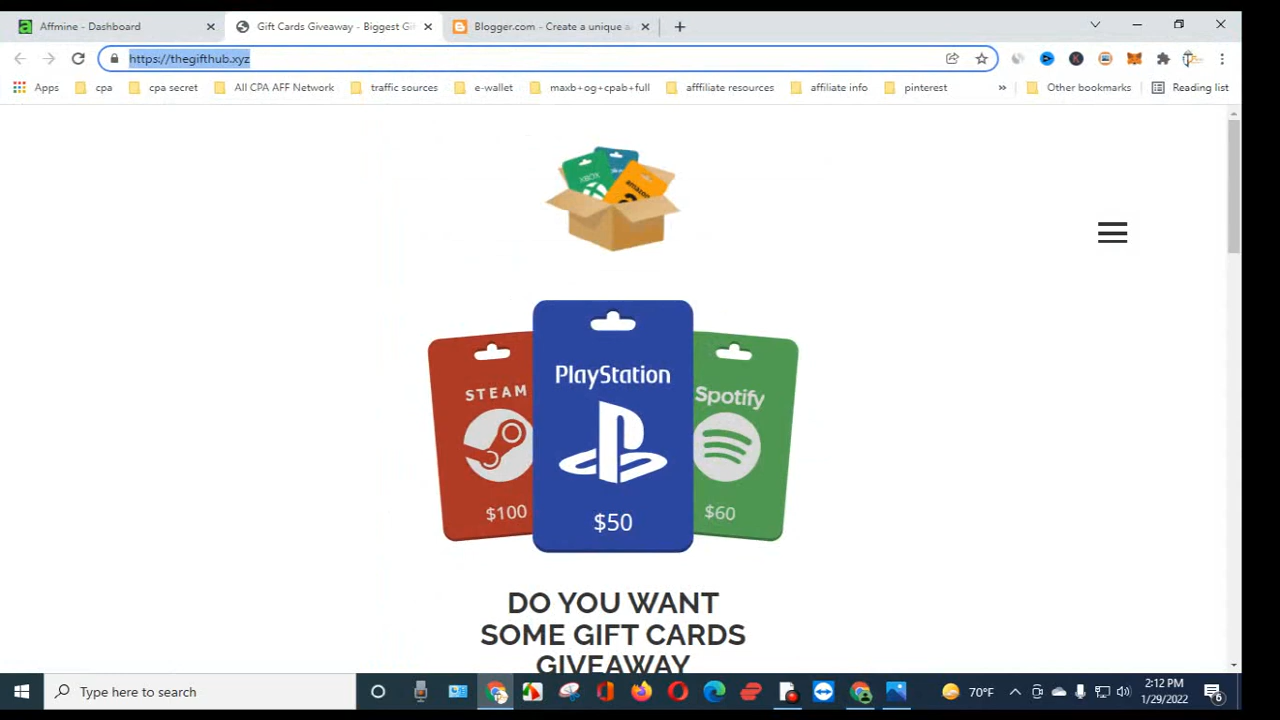 Affmine - Dashboard
Gift Cards Giveaway - Biggest Gi
Blogger.com - Create a unique a
https://thegifthub.xyz
Apps
cpa
cpa secret
All CPA AFF Network
traffic sources
e-wallet
maxb+og+cpab+full
afffiliate resources
affiliate info
pinterest
»
Other bookmarks
Reading list
XBOX
amazon
STEAM
$100
PlayStation
$50
Spotify
$60
DO YOU WANT
SOME GIFT CARDS
GIVEAWAY
Type here to search
70°F
2:12 PM
1/29/2022
6